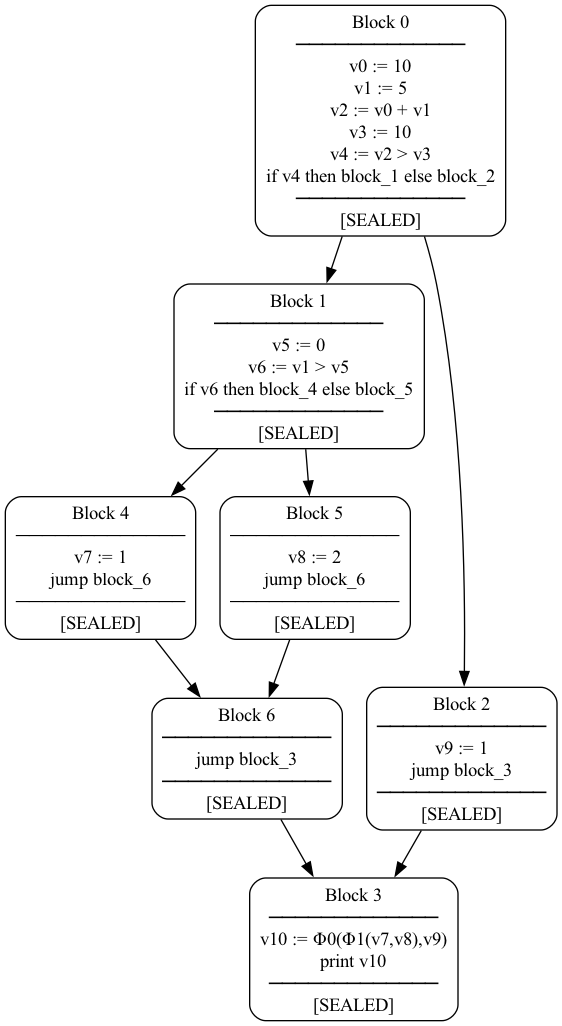 Block 0
v0 := 10
v1 := 5
v2 := v0 + v1
v3 := 10
v4 := v2 > v3
if v4 then block_1 else block_2
[SEALED]
Block 1
v5 := 0
v6 := v1 > v5
if v6 then block_4 else block_5
[SEALED]
Block 4
v7 := 1
jump block_6
[SEALED]
Block 5
v8 := 2
jump block_6
[SEALED]
Block 6
jump block_3
[SEALED]
Block 2
v9 := 1
jump block_3
[SEALED]
Block 3
v10 := Φ0(Φ1(v7,v8),v9)
print v10
[SEALED]